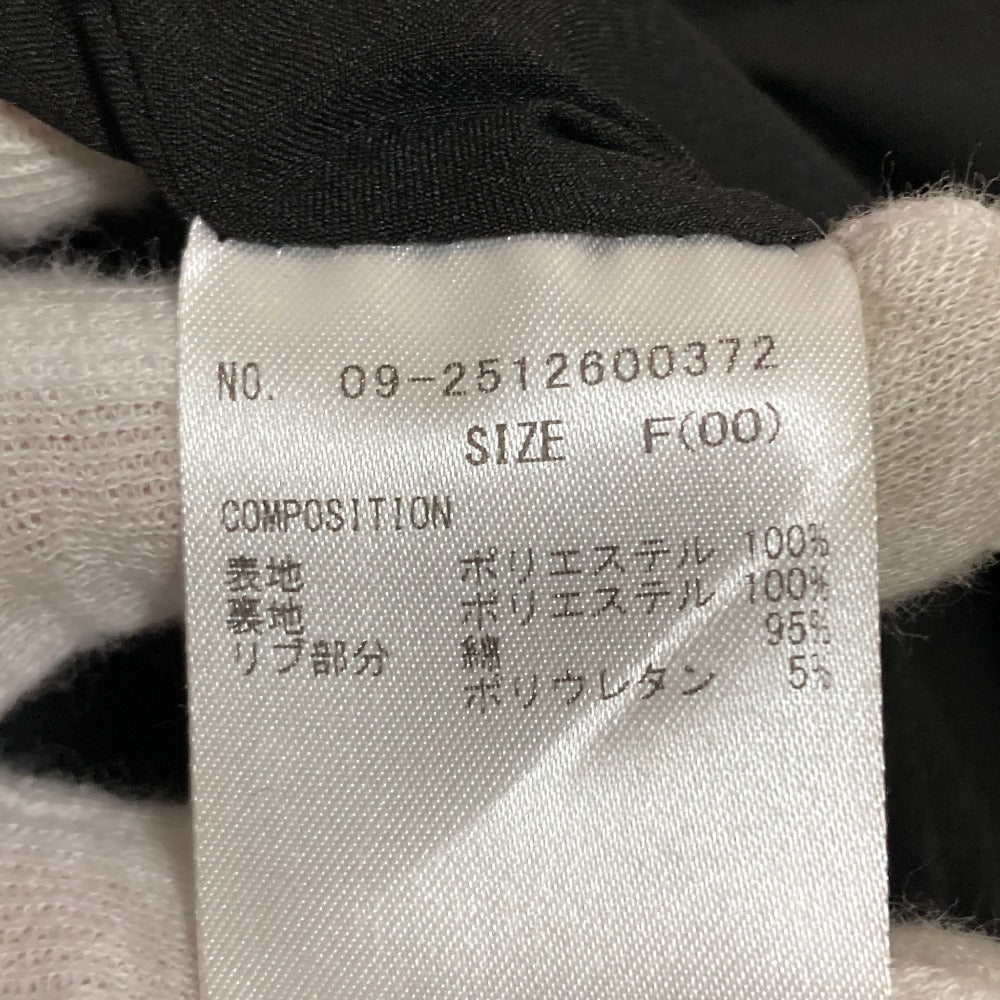 NO. 09-2512600372
SIZE F(00)
COMPOSITION
表地 ポリエステル 100%
裏地 ポリエステル 100%
リブ部分 綿 95%
ポリウレタン 5%